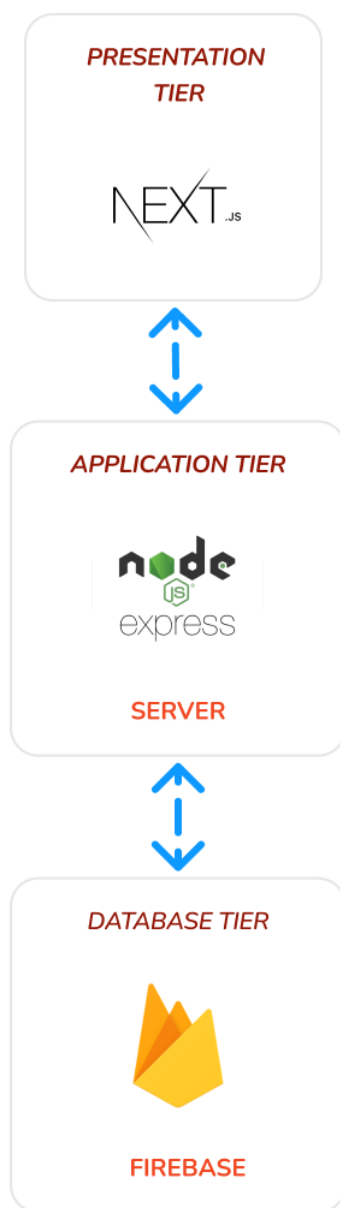 PRESENTATION
TIER
NEXT.JS
APPLICATION TIER
node
JS
express
SERVER
DATABASE TIER
FIREBASE